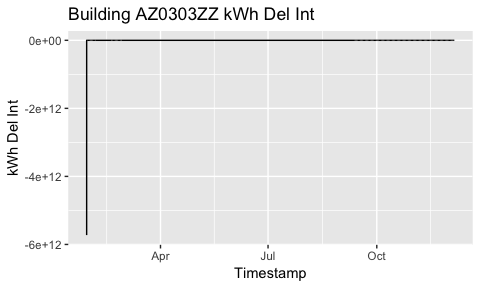 Building AZ0303ZZ kWh Del Int
0e+00
-2e+12
-4e+12
-6e+12
kWh Del Int
Apr
Jul
Oct
Timestamp